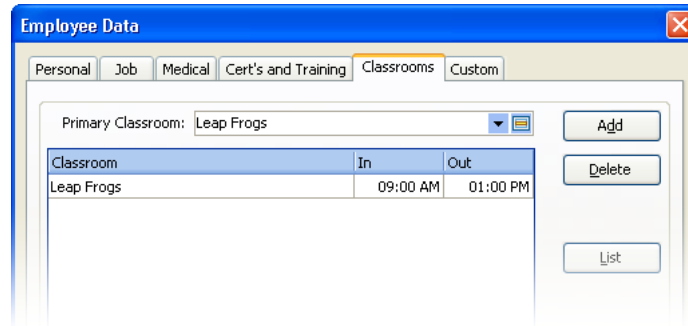 Employee Data
Personal Job Medical Cert's and Training Classrooms Custom
Primary Classroom: Leap Frogs Add
Classroom In Out Delete
Leap Frogs 09:00 AM 01:00 PM
List